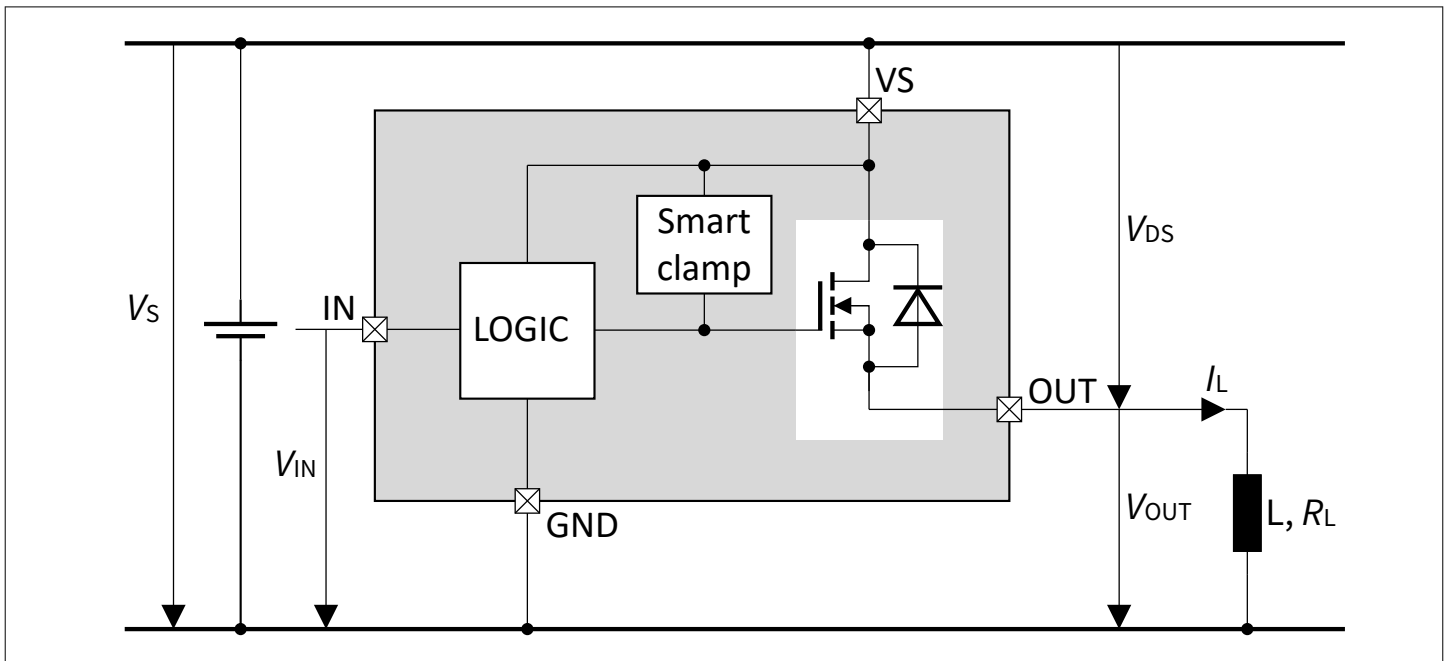 VS
VS
Smart
clamp
VDS
IN
LOGIC
OUT
IL
VIN
GND
VOUT
L, RL